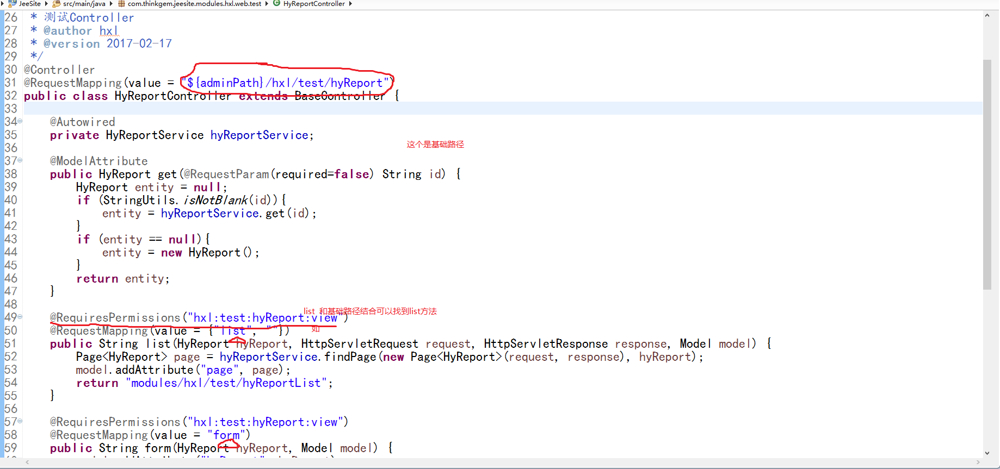 JeeSite src/main/java com.thinkgem.jeesite.modules.hxl.web.test HyReportController
26 * 测试Controller
27 * @author hxl
28 * @version 2017-02-17
29 */
30 @Controller
31 @RequestMapping(value = "${adminPath}/hxl/test/hyReport")
32 public class HyReportController extends BaseController {
33
34 @Autowired
35 private HyReportService hyReportService;
这个是基础路径
36
37 @ModelAttribute
38 public HyReport get(@RequestParam(required=false) String id) {
39 HyReport entity = null;
40 if (StringUtils.isNotBlank(id)){
41 entity = hyReportService.get(id);
42 }
43 if (entity == null){
44 entity = new HyReport();
45 }
46 return entity;
47 }
48
list 和基础路径结合可以找到list方法
49 @RequiresPermissions("hxl:test:hyReport:view")
如
50 @RequestMapping(value = {"list", ""})
51 public String list(HyReport hyReport, HttpServletRequest request, HttpServletResponse response, Model model) {
52 Page<HyReport> page = hyReportService.findPage(new Page<HyReport>(request, response), hyReport);
53 model.addAttribute("page", page);
54 return "modules/hxl/test/hyReportList";
55 }
56
57 @RequiresPermissions("hxl:test:hyReport:view")
58 @RequestMapping(value = "form")
59 public String form(HyReport hyReport, Model model) {